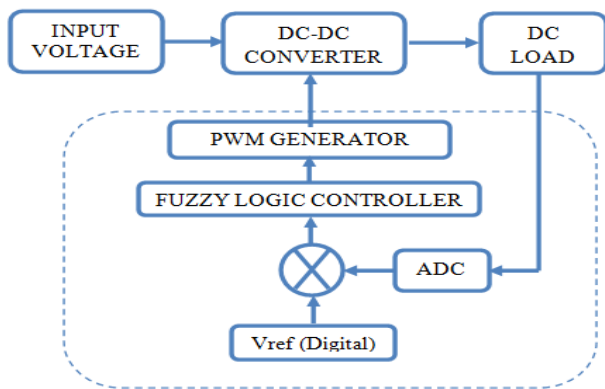 INPUT
VOLTAGE
DC-DC
CONVERTER
DC
LOAD
PWM GENERATOR
FUZZY LOGIC CONTROLLER
ADC
Vref (Digital)